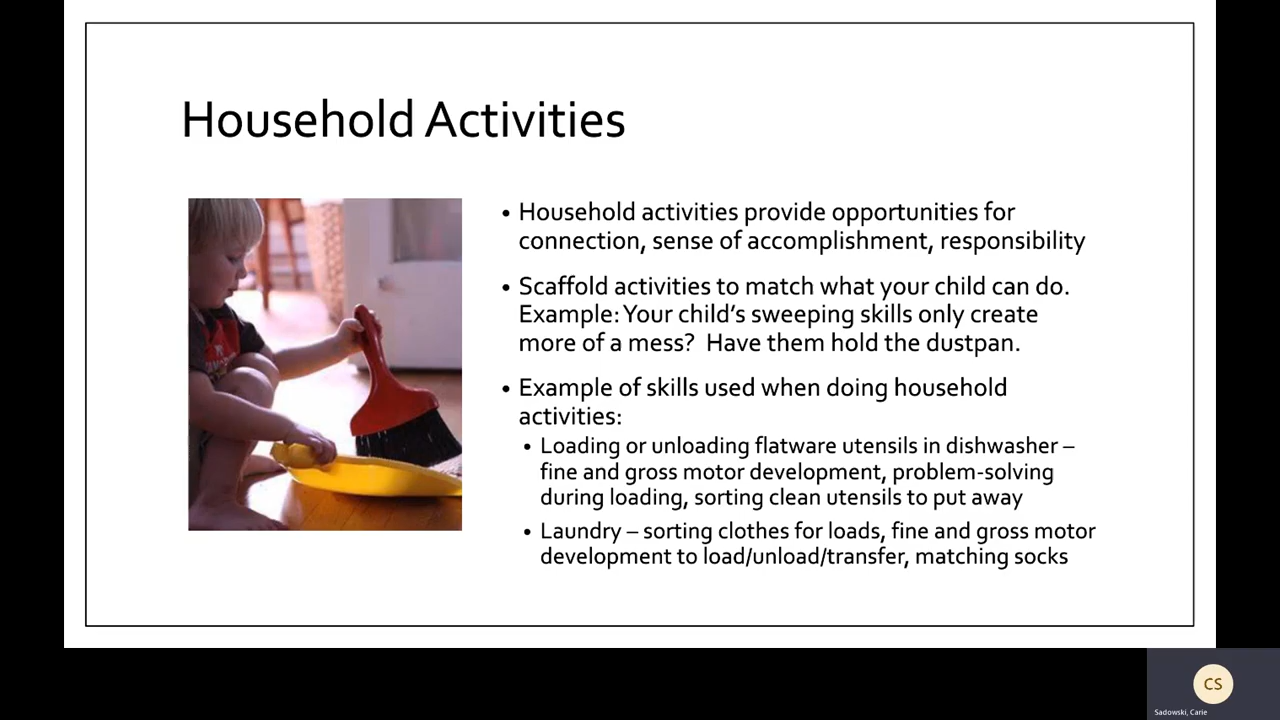 Household Activities
• Household activities provide opportunities for
connection, sense of accomplishment, responsibility
• Scaffold activities to match what your child can do.
Example: Your child's sweeping skills only create
more of a mess?  Have them hold the dustpan.
• Example of skills used when doing household
activities:
• Loading or unloading flatware utensils in dishwasher –
fine and gross motor development, problem-solving
during loading, sorting clean utensils to put away
• Laundry – sorting clothes for loads, fine and gross motor
development to load/unload/transfer, matching socks
CS
Sadowski, Carie